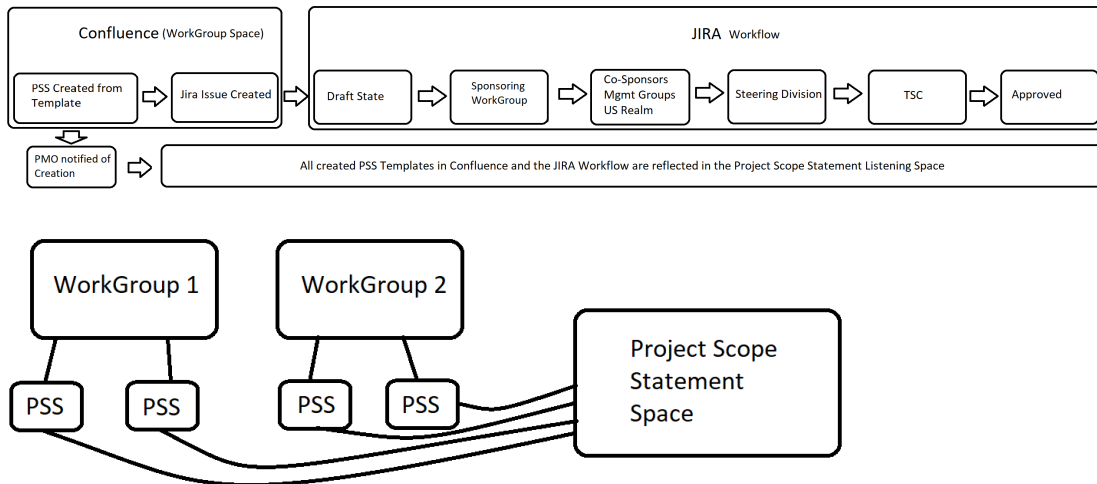 Confluence (WorkGroup Space)
JIRA Workflow
PSS Created from
Template
Jira Issue Created
Draft State
Sponsoring
WorkGroup
Co-Sponsors
Mgmt Groups
US Realm
Steering Division
TSC
Approved
PMO notified of
Creation
All created PSS Templates in Confluence and the JIRA Workflow are reflected in the Project Scope Statement Listening Space
WorkGroup 1
WorkGroup 2
Project Scope
Statement
Space
PSS
PSS
PSS
PSS